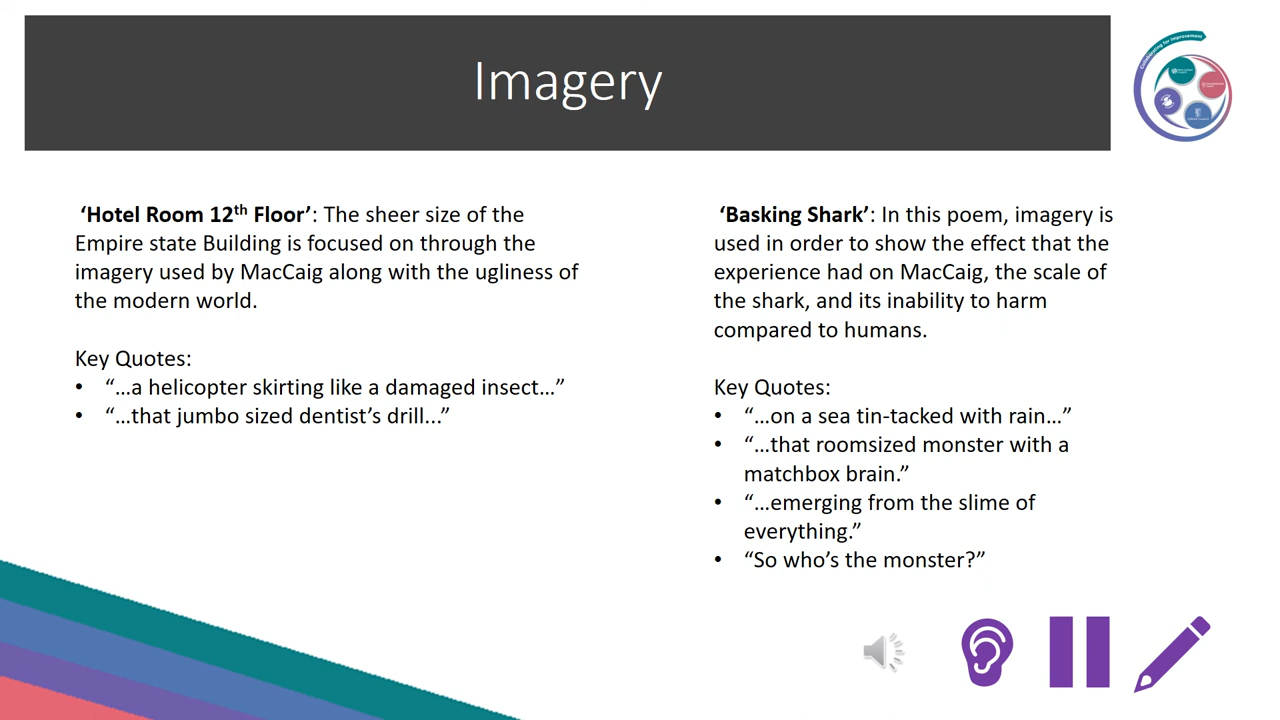 Imagery
Collaborating for Improvement
‘Hotel Room 12th Floor’: The sheer size of the
Empire state Building is focused on through the
imagery used by MacCaig along with the ugliness of
the modern world.
Key Quotes:
• “…a helicopter skirting like a damaged insect…”
• “…that jumbo sized dentist’s drill...”
‘Basking Shark’: In this poem, imagery is
used in order to show the effect that the
experience had on MacCaig, the scale of
the shark, and its inability to harm
compared to humans.
Key Quotes:
• “…on a sea tin-tacked with rain…”
• “…that roomsized monster with a
matchbox brain.”
• “…emerging from the slime of
everything.”
• “So who’s the monster?”